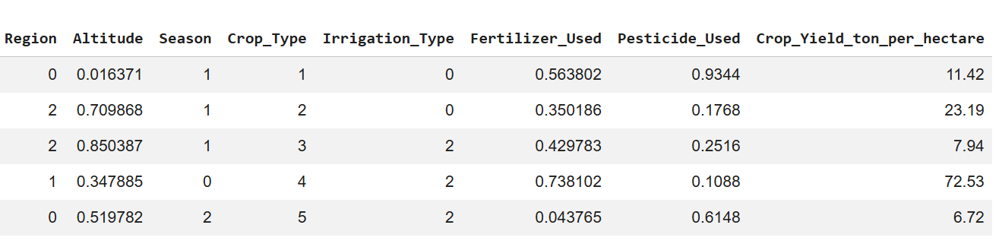 Region Altitude Season Crop_Type Irrigation_Type Fertilizer_Used Pesticide_Used Crop_Yield_ton_per_hectare
0 0.016371 1 1 0 0.563802 0.9344 11.42
2 0.709868 1 2 0 0.350186 0.1768 23.19
2 0.850387 1 3 2 0.429783 0.2516 7.94
1 0.347885 0 4 2 0.738102 0.1088 72.53
0 0.519782 2 5 2 0.043765 0.6148 6.72